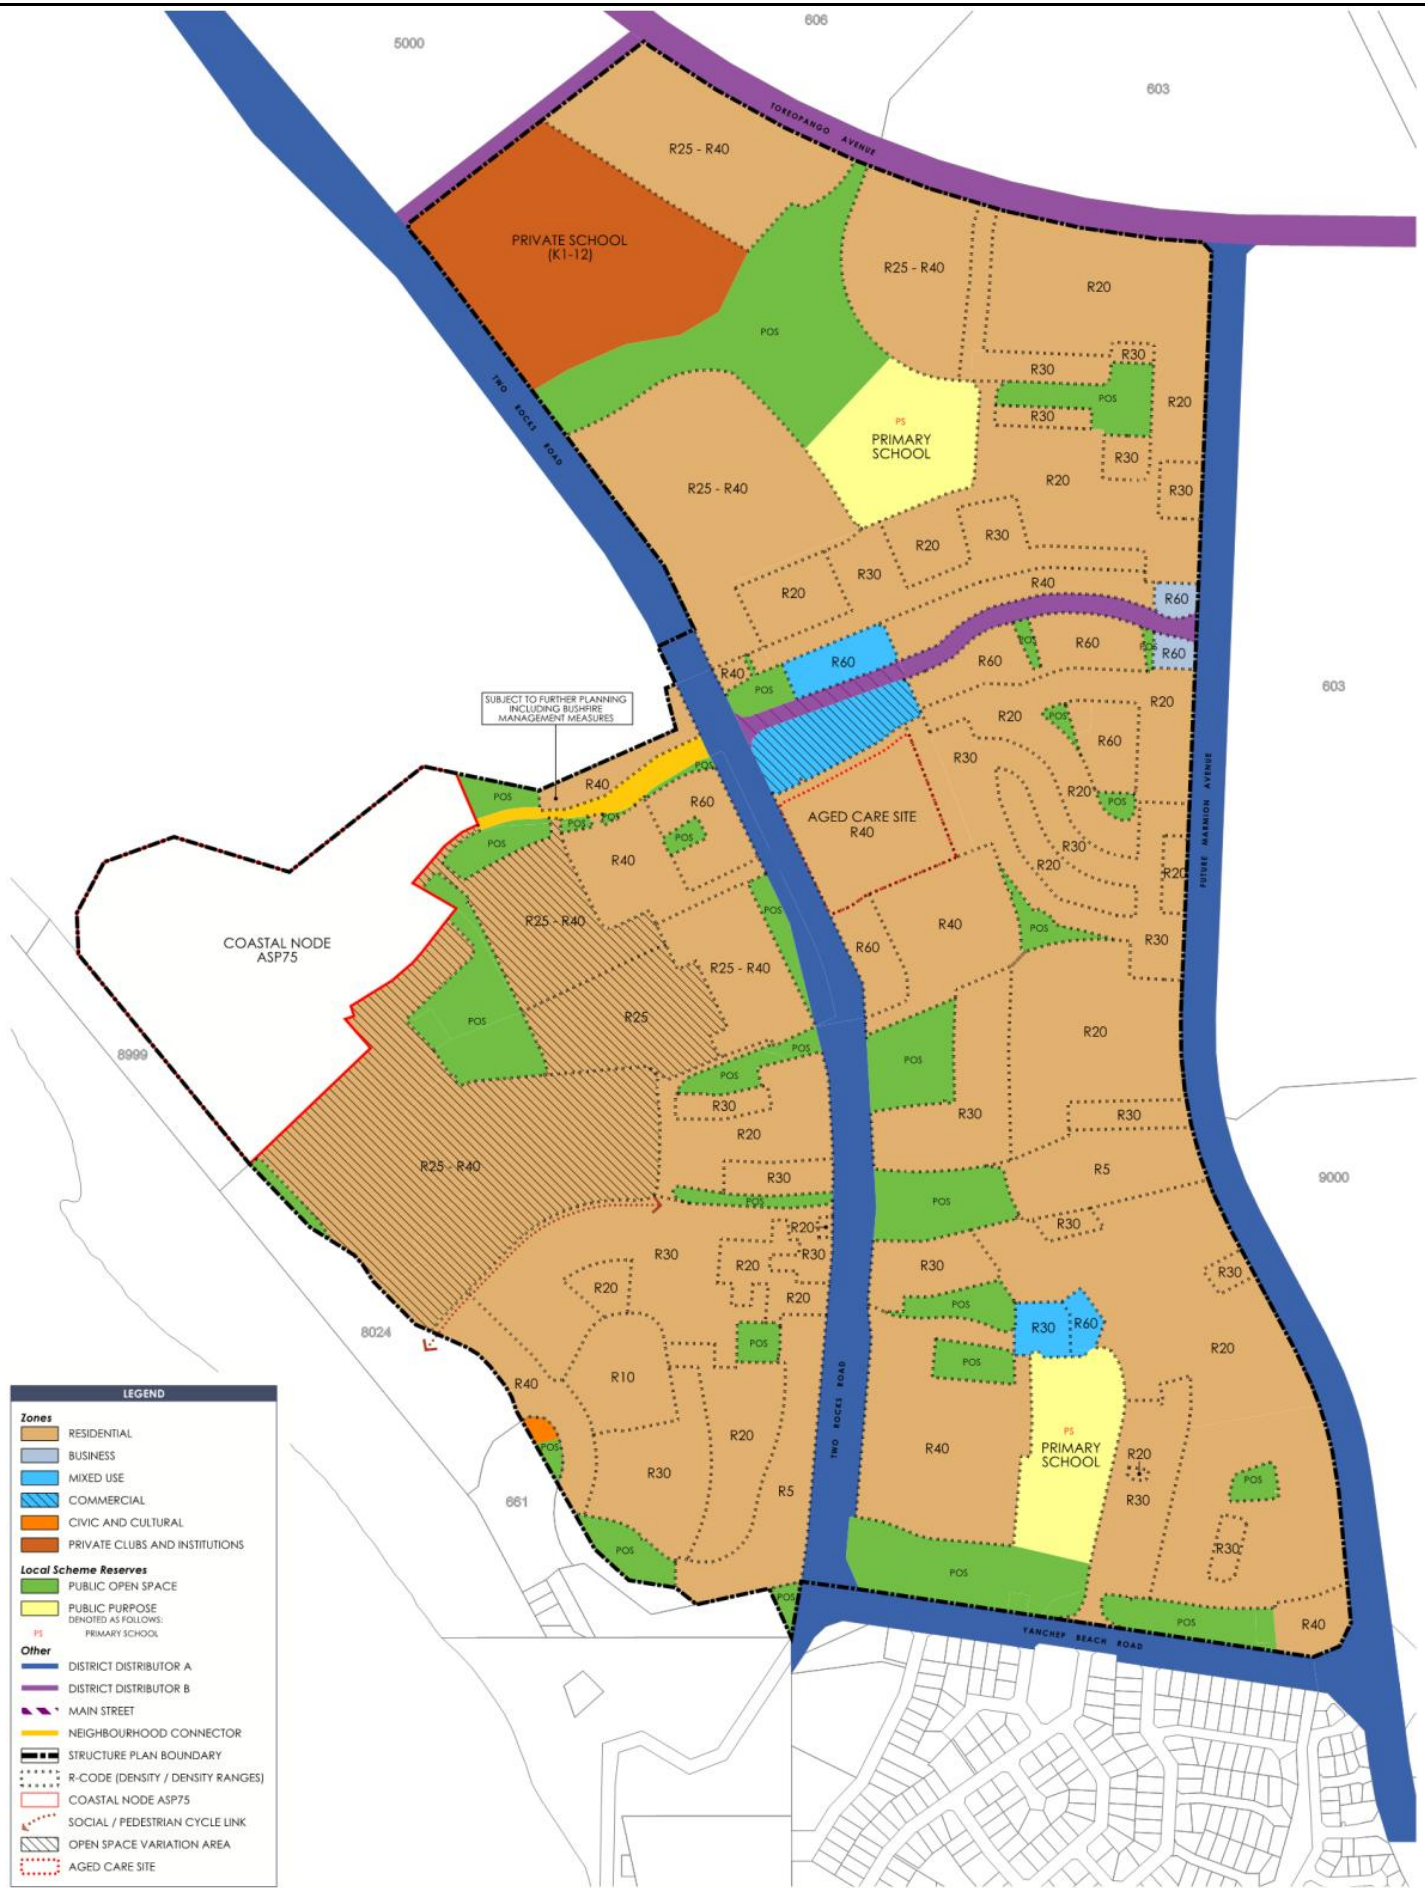 606
5000
603
TOREOPANGO AVENUE
R25 - R40
PRIVATE SCHOOL
(K1-12)
R25 - R40
R20
POS
R30
R30
TWO ROCKS ROAD
POS
R20
R30
PS
PRIMARY
SCHOOL
R30
R20
R25 - R40
R30
R30
R20
R20
R30
R40
R20
R60
POS
R60
POS
R60
R60
R60
R40
POS
603
SUBJECT TO FURTHER PLANNING
INCLUDING BUSHFIRE
MANAGEMENT MEASURES
R20
R20
POS
R60
R30
POS
R40
R20
POS
POS
R60
FUTURE MARMION AVENUE
AGED CARE SITE
R40
POS
POS
POS
POS
R30
R40
R20
R20
POS
R25 - R40
R40
POS
R30
COASTAL NODE
ASP75
R60
R25 - R40
R25
POS
R20
POS
8999
POS
POS
R30
R30
R30
R20
R25 - R40
R5
R30
9000
POS
POS
R30
R20
R30
R30
R20
R30
R30
R20
R20
POS
R30
R60
8024
POS
R20
POS
R10
R40
TWO ROCKS ROAD
PS
PRIMARY
SCHOOL
R20
R40
POS
R20
R30
POS
R5
R30
661
R30
POS
POS
POS
POS
R40
YANCHEP BEACH ROAD
LEGEND
Zones
RESIDENTIAL
BUSINESS
MIXED USE
COMMERCIAL
CIVIC AND CULTURAL
PRIVATE CLUBS AND INSTITUTIONS
Local Scheme Reserves
PUBLIC OPEN SPACE
PUBLIC PURPOSE
DENOTED AS FOLLOWS:
PS PRIMARY SCHOOL
Other
DISTRICT DISTRIBUTOR A
DISTRICT DISTRIBUTOR B
MAIN STREET
NEIGHBOURHOOD CONNECTOR
STRUCTURE PLAN BOUNDARY
R-CODE (DENSITY / DENSITY RANGES)
COASTAL NODE ASP75
SOCIAL / PEDESTRIAN CYCLE LINK
OPEN SPACE VARIATION AREA
AGED CARE SITE